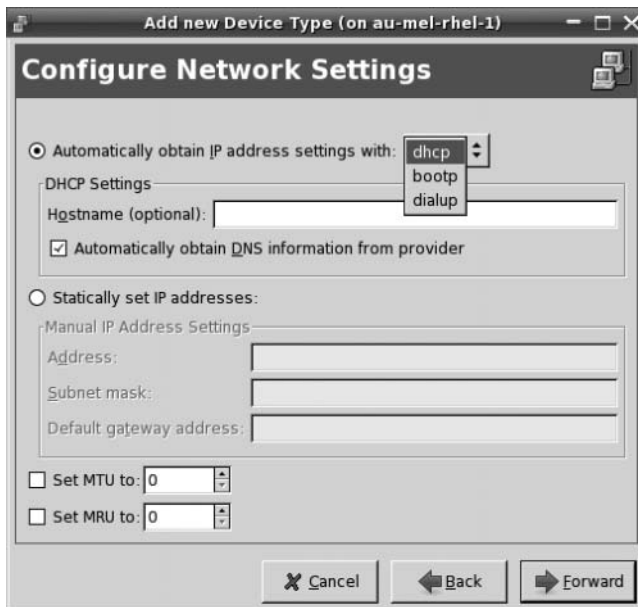 Add new Device Type (on au-mel-rhel-1)
Configure Network Settings
Automatically obtain IP address settings with: dhcp
bootp
dialup
DHCP Settings
Hostname (optional):
Automatically obtain DNS information from provider
Statically set IP addresses:
Manual IP Address Settings
Address:
Subnet mask:
Default gateway address:
Set MTU to: 0
Set MRU to: 0
Cancel Back Forward